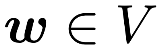 𝒘 ∈ V